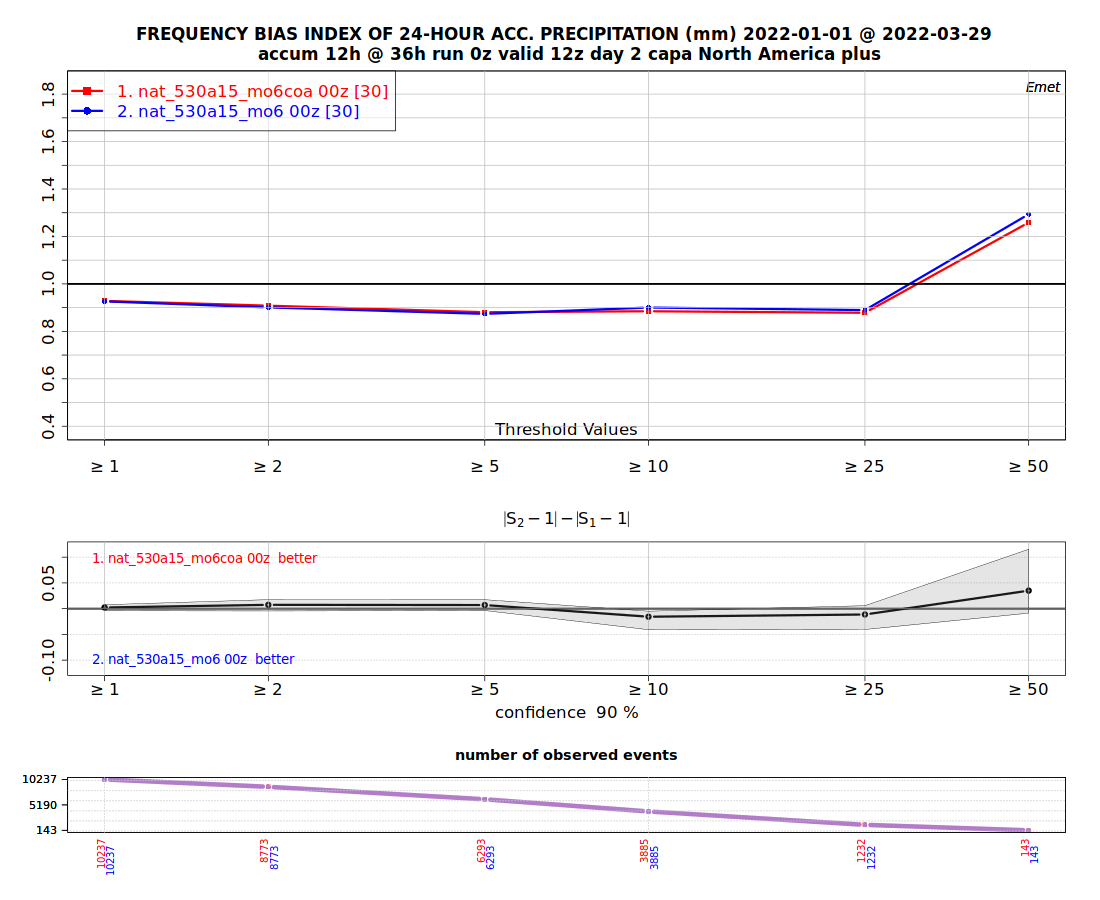 FREQUENCY BIAS INDEX OF 24-HOUR ACC. PRECIPITATION (mm) 2022-01-01 @ 2022-03-29
accum 12h @ 36h run 0z valid 12z day 2 capa North America plus
1. nat_530a15_mo6coa 00z [30]
2. nat_530a15_mo6 00z [30]
Emet
1.8
1.6
1.4
1.2
1.0
0.8
0.6
0.4
Threshold Values
≥ 1 ≥ 2 ≥ 5 ≥ 10 ≥ 25 ≥ 50
|S₂ − 1| − |S₁ − 1|
1. nat_530a15_mo6coa 00z better
0.05
-0.10
2. nat_530a15_mo6 00z better
≥ 1 ≥ 2 ≥ 5 ≥ 10 ≥ 25 ≥ 50
confidence 90 %
number of observed events
10237
5190
143
10237 8773 6293 3885 1232 143
10237 8773 6293 3885 1232 143